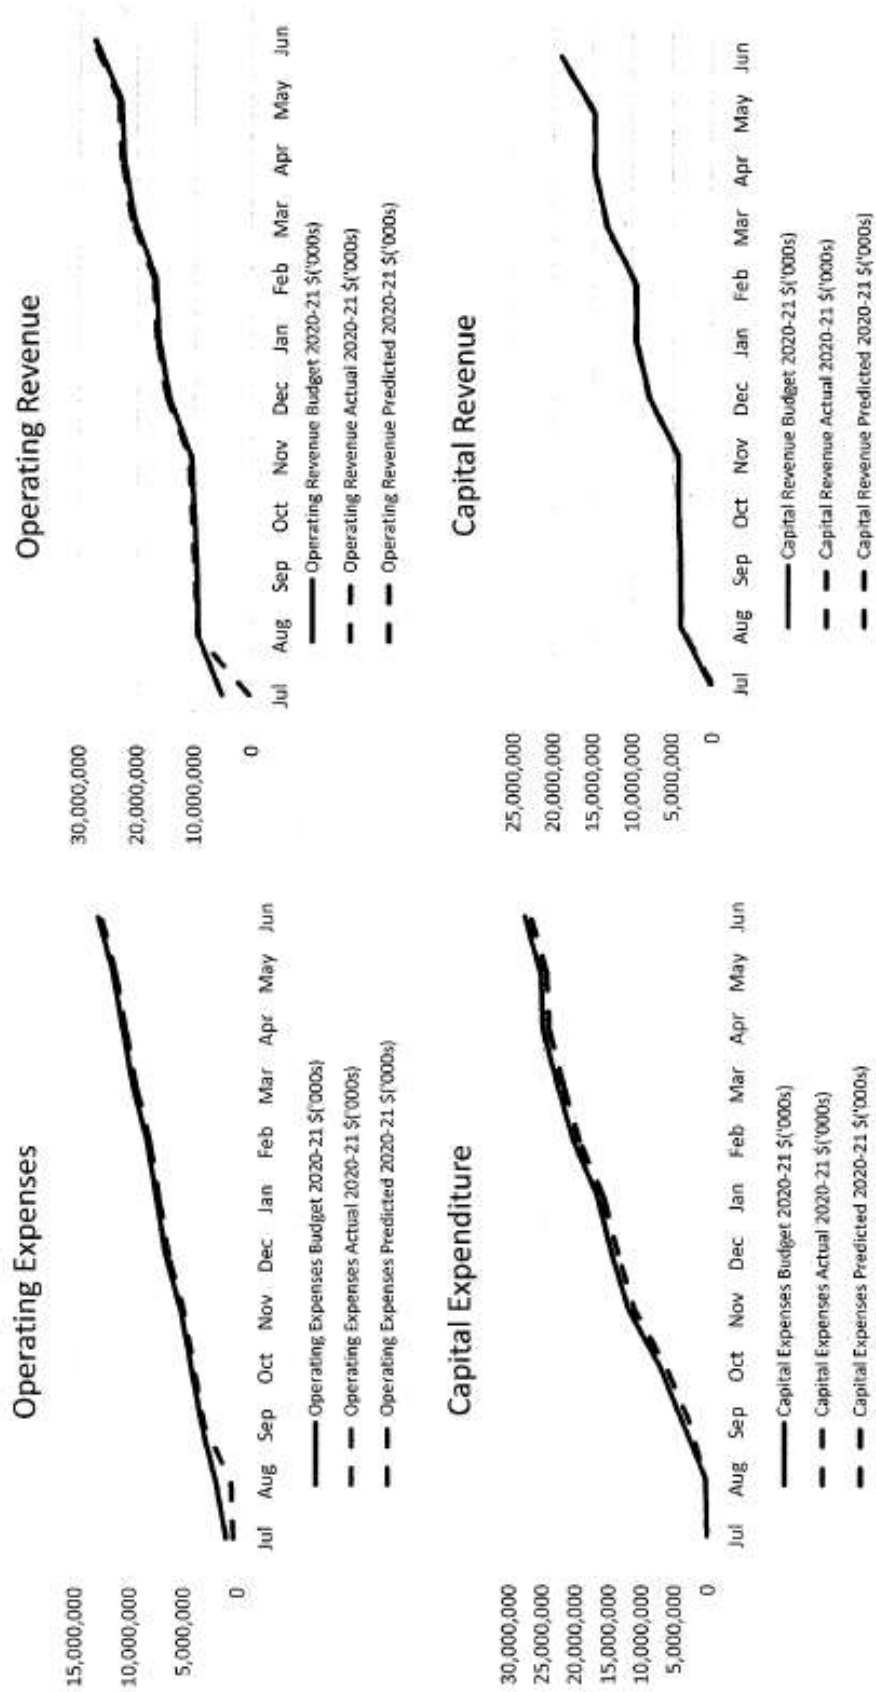 Operating Expenses
15,000,000
10,000,000
5,000,000
0
Jul Aug Sep Oct Nov Dec Jan Feb Mar Apr May Jun
Operating Expenses Budget 2020-21 $('000s)
Operating Expenses Actual 2020-21 $('000s)
Operating Expenses Predicted 2020-21 $('000s)
Operating Revenue
30,000,000
20,000,000
10,000,000
0
Jul Aug Sep Oct Nov Dec Jan Feb Mar Apr May Jun
Operating Revenue Budget 2020-21 $('000s)
Operating Revenue Actual 2020-21 $('000s)
Operating Revenue Predicted 2020-21 $('000s)
Capital Expenditure
30,000,000
25,000,000
20,000,000
15,000,000
10,000,000
5,000,000
0
Jul Aug Sep Oct Nov Dec Jan Feb Mar Apr May Jun
Capital Expenses Budget 2020-21 $('000s)
Capital Expenses Actual 2020-21 $('000s)
Capital Expenses Predicted 2020-21 $('000s)
Capital Revenue
25,000,000
20,000,000
15,000,000
10,000,000
5,000,000
0
Jul Aug Sep Oct Nov Dec Jan Feb Mar Apr May Jun
Capital Revenue Budget 2020-21 $('000s)
Capital Revenue Actual 2020-21 $('000s)
Capital Revenue Predicted 2020-21 $('000s)